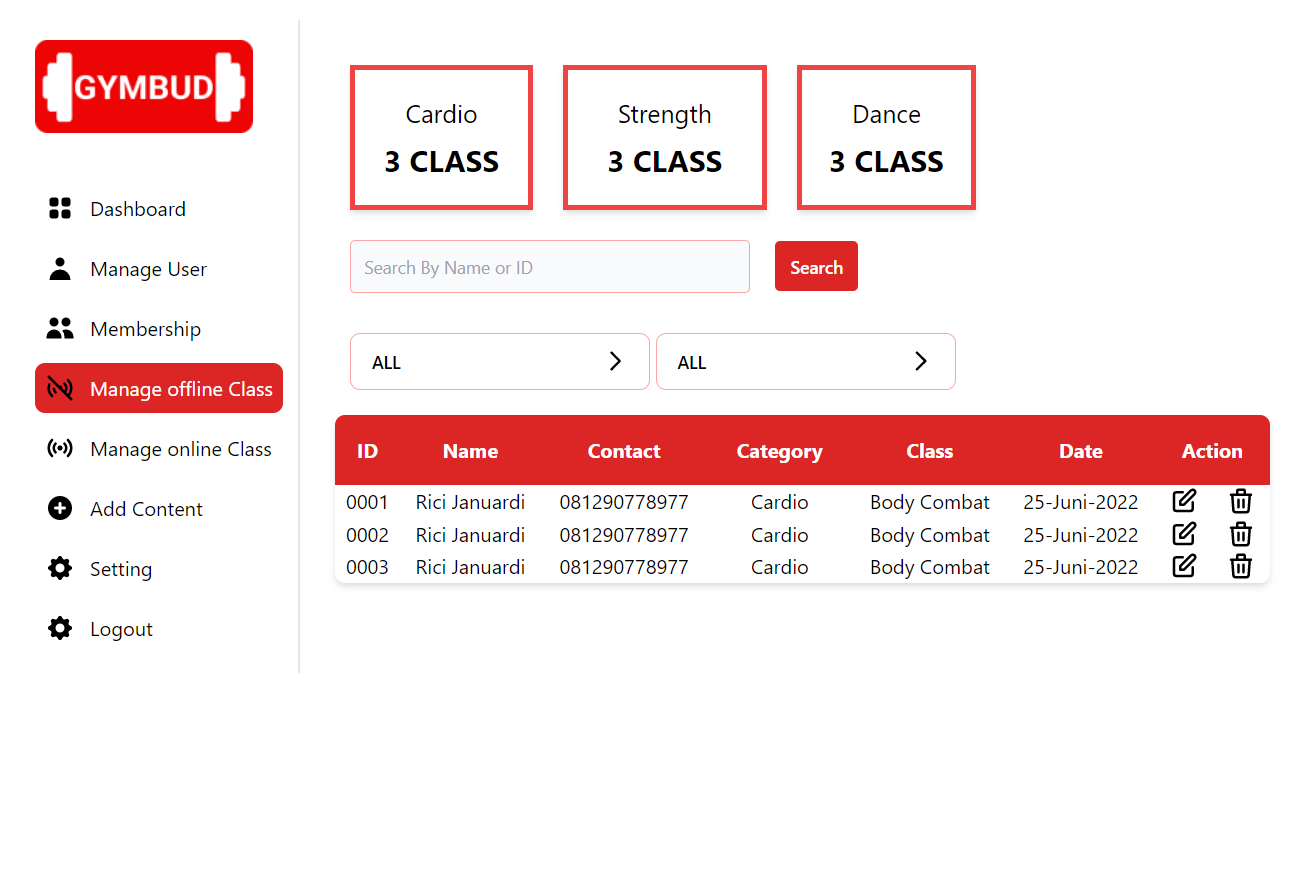 GYMBUD
Dashboard
Manage User
Membership
Manage offline Class
Manage online Class
Add Content
Setting
Logout
Cardio
3 CLASS
Strength
3 CLASS
Dance
3 CLASS
Search By Name or ID
Search
ALL
ALL
ID Name Contact Category Class Date Action
0001 Rici Januardi 081290778977 Cardio Body Combat 25-Juni-2022
0002 Rici Januardi 081290778977 Cardio Body Combat 25-Juni-2022
0003 Rici Januardi 081290778977 Cardio Body Combat 25-Juni-2022